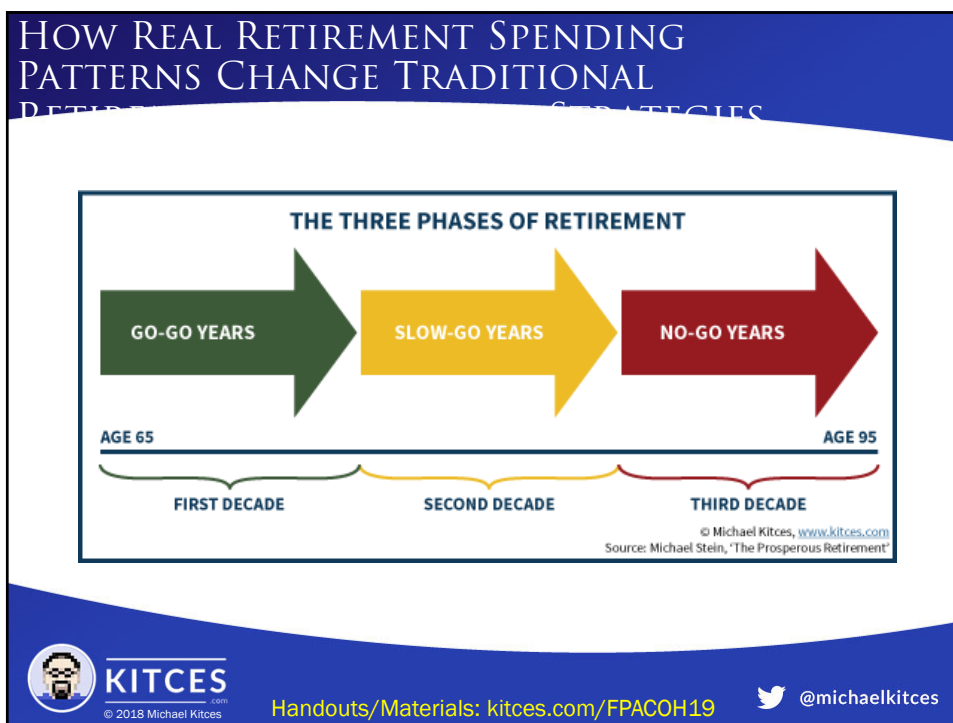 HOW REAL RETIREMENT SPENDING
PATTERNS CHANGE TRADITIONAL
STRATEGIES
THE THREE PHASES OF RETIREMENT
GO-GO YEARS
SLOW-GO YEARS
NO-GO YEARS
AGE 65
AGE 95
FIRST DECADE
SECOND DECADE
THIRD DECADE
© Michael Kitces, www.kitces.com
Source: Michael Stein, 'The Prosperous Retirement'
KITCES
.com
© 2018 Michael Kitces
Handouts/Materials: kitces.com/FPACOH19
@michaelkitces